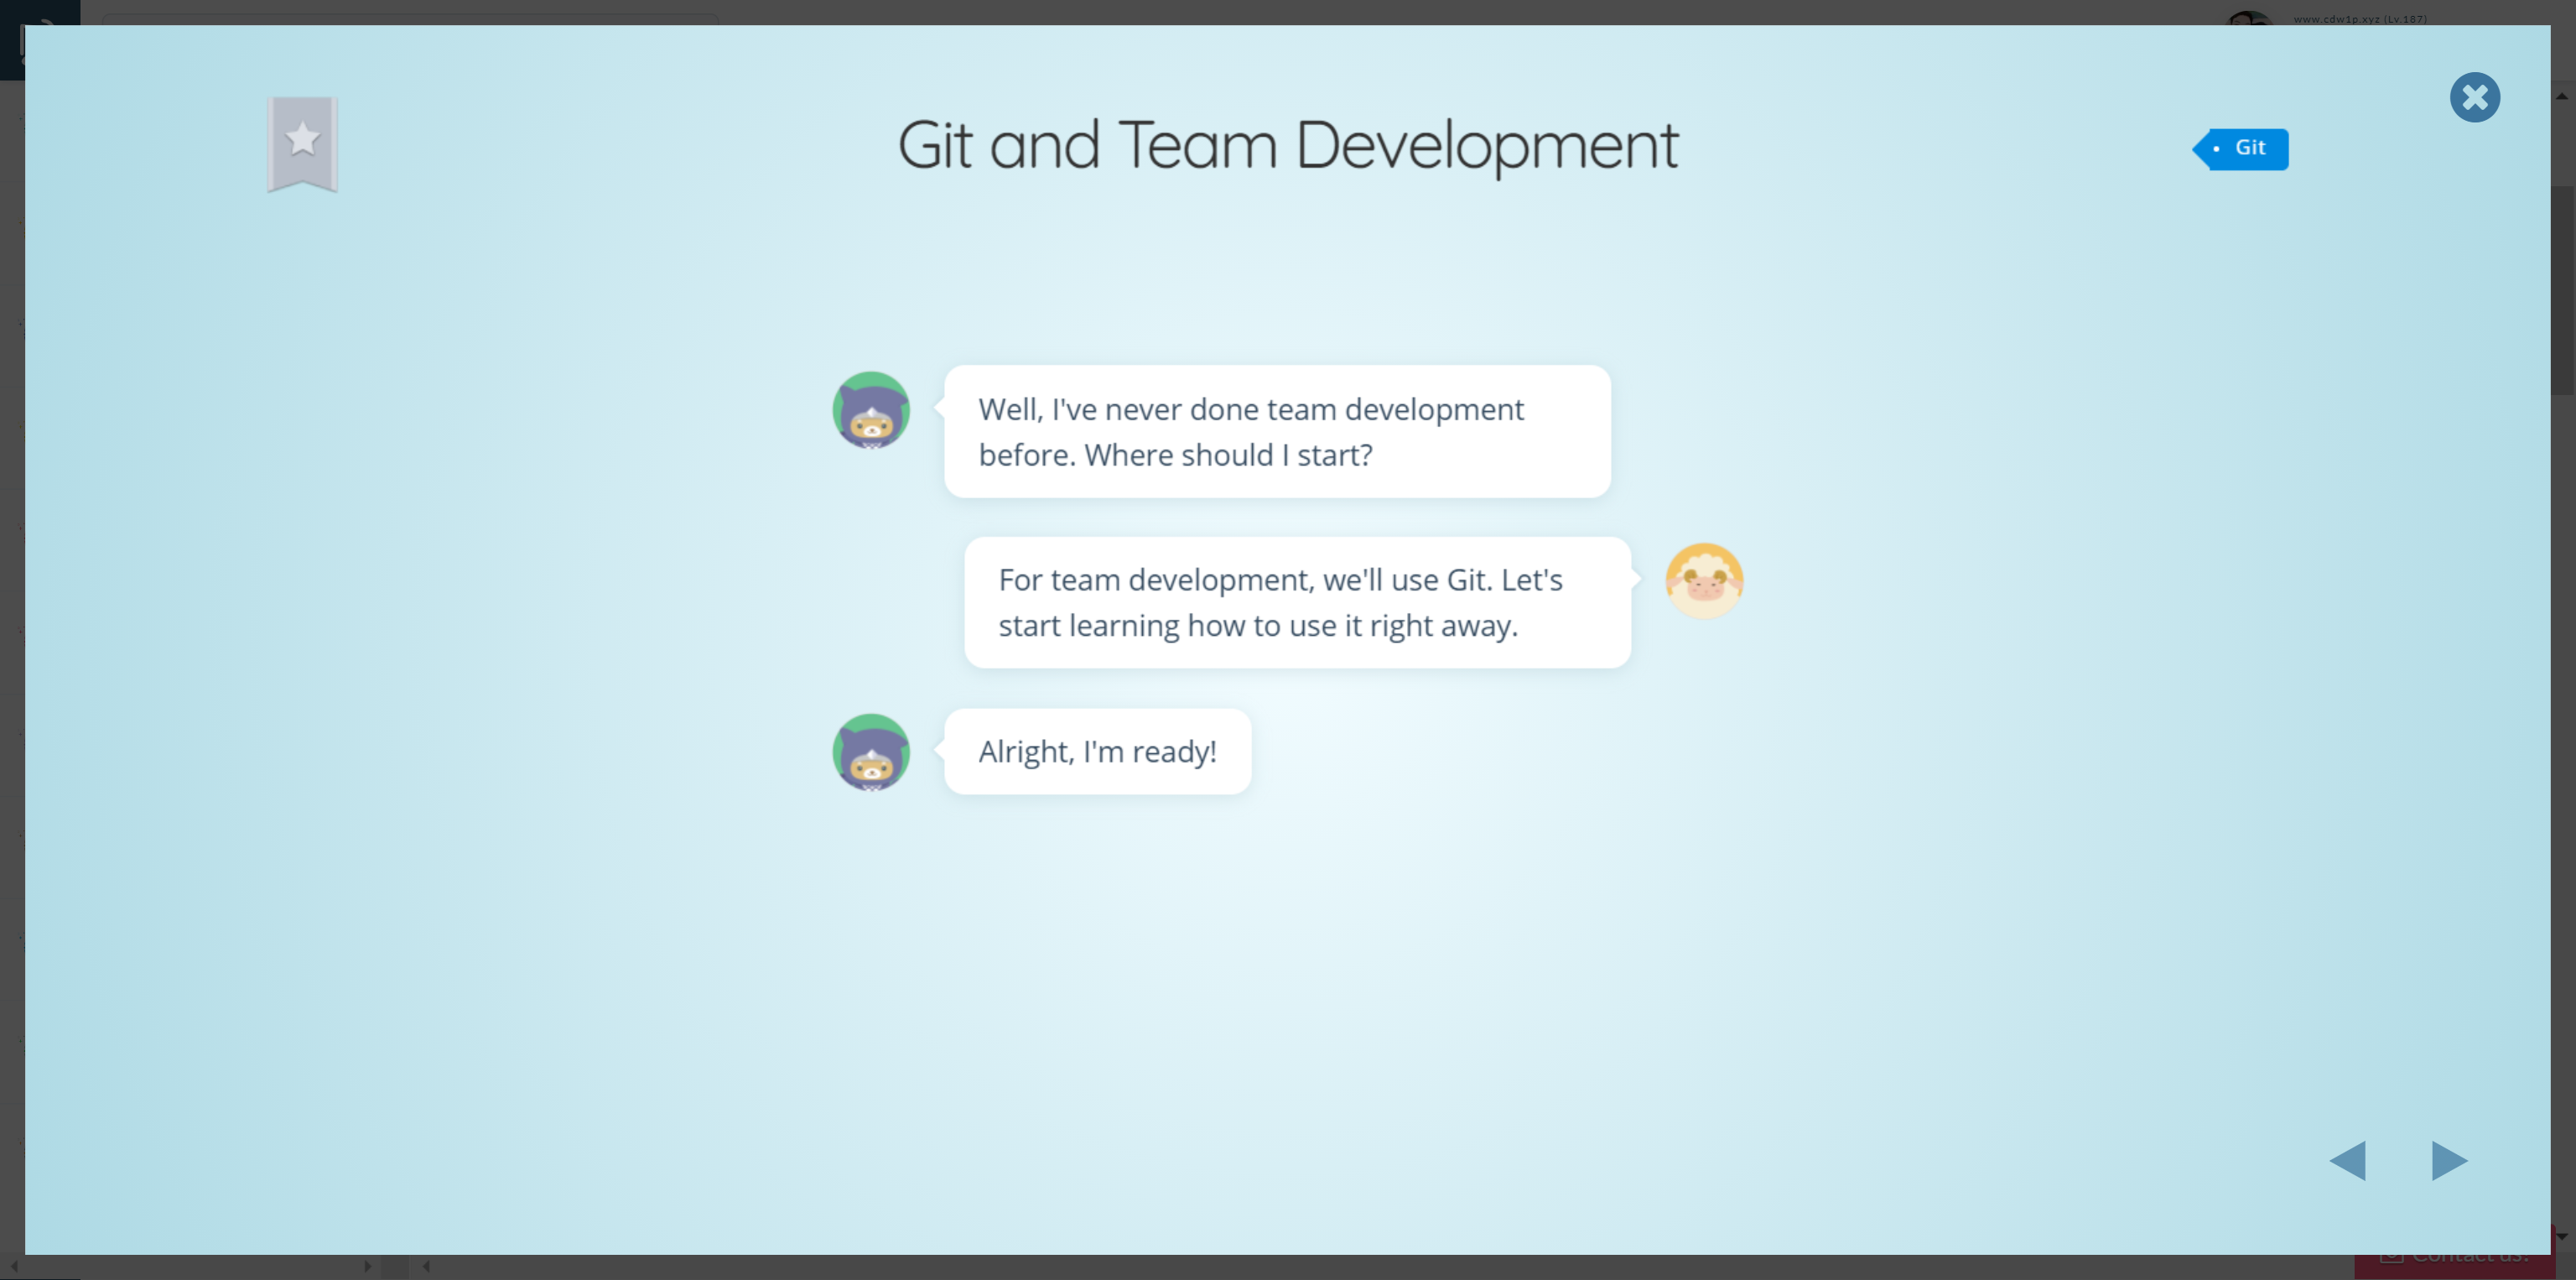 www.cdw1p.xyz (Lv.187)
Git and Team Development
Git
Well, I've never done team development
before. Where should I start?
For team development, we'll use Git. Let's
start learning how to use it right away.
Alright, I'm ready!
Contact us!